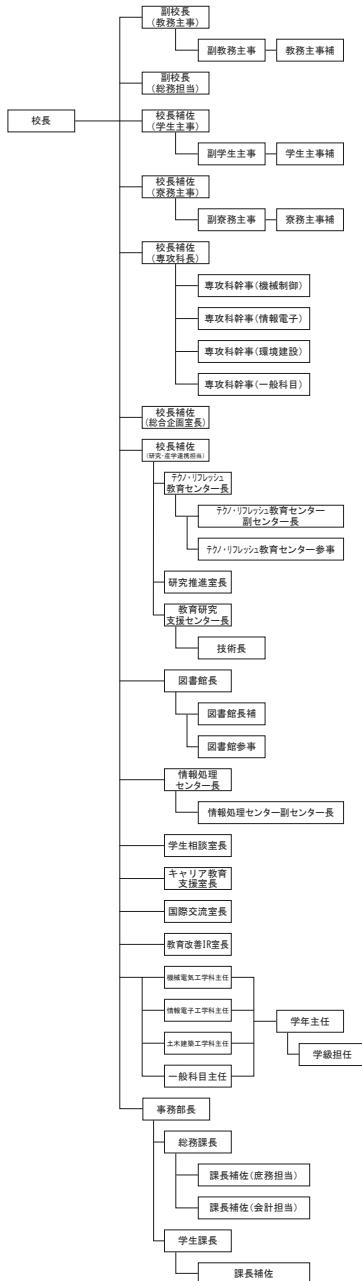 副校長
(教務主事)
副教務主事
教務主事補
副校長
(総務担当)
校長
校長補佐
(学生主事)
副学生主事
学生主事補
校長補佐
(寮務主事)
副寮務主事
寮務主事補
校長補佐
(専攻科長)
専攻科幹事(機械制御)
専攻科幹事(情報電子)
専攻科幹事(環境建設)
専攻科幹事(一般科目)
校長補佐
(総合企画室長)
校長補佐
(研究・産学連携担当)
テクノ・リフレッシュ
教育センター長
テクノ・リフレッシュ教育センター
副センター長
テクノ・リフレッシュ教育センター参事
研究推進室長
教育研究
支援センター長
技術長
図書館長
図書館長補
図書館参事
情報処理
センター長
情報処理センター副センター長
学生相談室長
キャリア教育
支援室長
国際交流室長
教育改善IR室長
機械電気工学科主任
情報電子工学科主任
学年主任
土木建築工学科主任
学級担任
一般科目主任
事務部長
総務課長
課長補佐(庶務担当)
課長補佐(会計担当)
学生課長
課長補佐